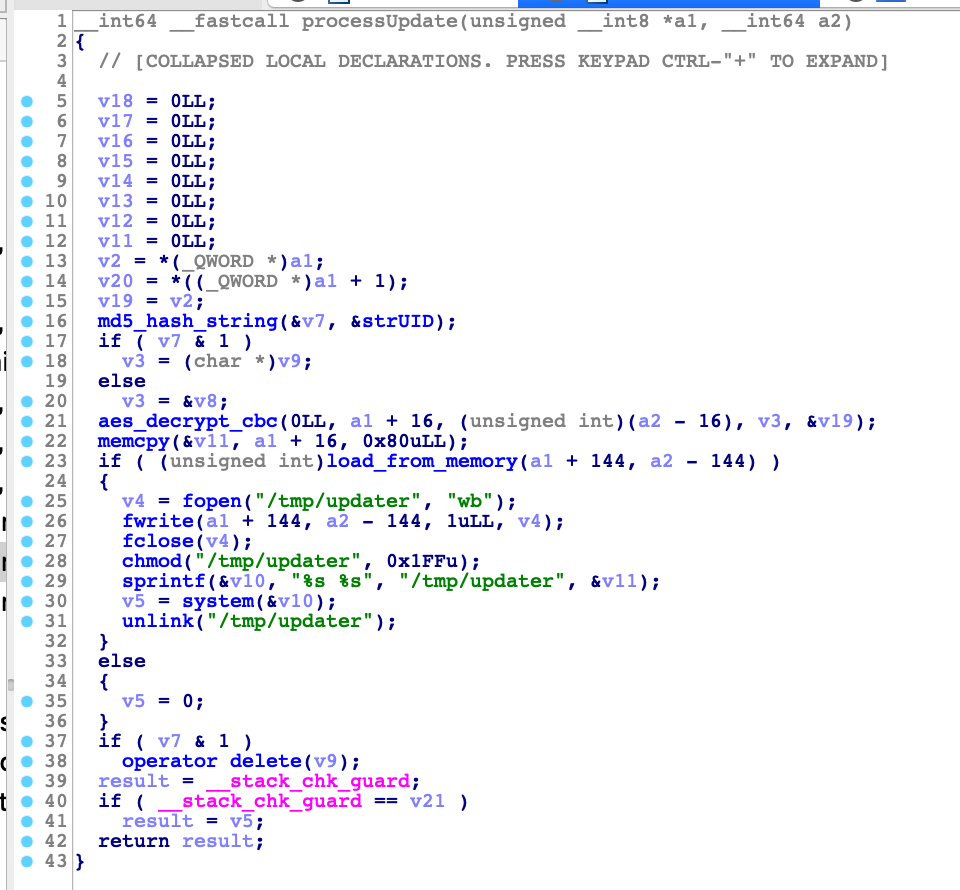 1 __int64 __fastcall processUpdate(unsigned __int8 *a1, __int64 a2)
2 {
3 // [COLLAPSED LOCAL DECLARATIONS. PRESS KEYPAD CTRL-"+" TO EXPAND]
4
5 v18 = 0LL;
6 v17 = 0LL;
7 v16 = 0LL;
8 v15 = 0LL;
9 v14 = 0LL;
10 v13 = 0LL;
11 v12 = 0LL;
12 v11 = 0LL;
13 v2 = *(_QWORD *)a1;
14 v20 = *((_QWORD *)a1 + 1);
15 v19 = v2;
16 md5_hash_string(&v7, &strUID);
17 if ( v7 & 1 )
18 v3 = (char *)v9;
19 else
20 v3 = &v8;
21 aes_decrypt_cbc(0LL, a1 + 16, (unsigned int)(a2 - 16), v3, &v19);
22 memcpy(&v11, a1 + 16, 0x80uLL);
23 if ( (unsigned int)load_from_memory(a1 + 144, a2 - 144) )
24 {
25 v4 = fopen("/tmp/updater", "wb");
26 fwrite(a1 + 144, a2 - 144, 1uLL, v4);
27 fclose(v4);
28 chmod("/tmp/updater", 0x1FFu);
29 sprintf(&v10, "%s %s", "/tmp/updater", &v11);
30 v5 = system(&v10);
31 unlink("/tmp/updater");
32 }
33 else
34 {
35 v5 = 0;
36 }
37 if ( v7 & 1 )
38 operator delete(v9);
39 result = __stack_chk_guard;
40 if ( __stack_chk_guard == v21 )
41 result = v5;
42 return result;
43 }